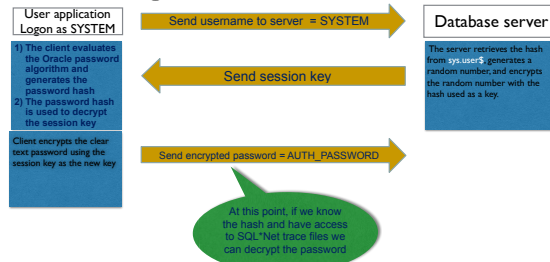 User application
Logon as SYSTEM
Send username to server = SYSTEM
Database server
1) The client evaluates
the Oracle password
algorithm and
generates the
password hash
2) The password hash
is used to decrypt
the session key
Send session key
The server retrieves the hash
from sys.user$, generates a
random number, and encrypts
the random number with the
hash used as a key.
Client encrypts the clear
text password using the
session key as the new key
Send encrypted password = AUTH_PASSWORD
At this point, if we know
the hash and have access
to SQL*Net trace files we
can decrypt the password